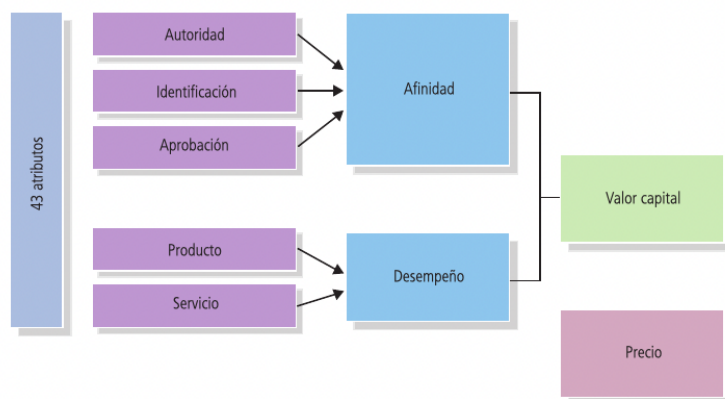 43 atributos
Autoridad
Identificación
Aprobación
Producto
Servicio
Afinidad
Desempeño
Valor capital
Precio